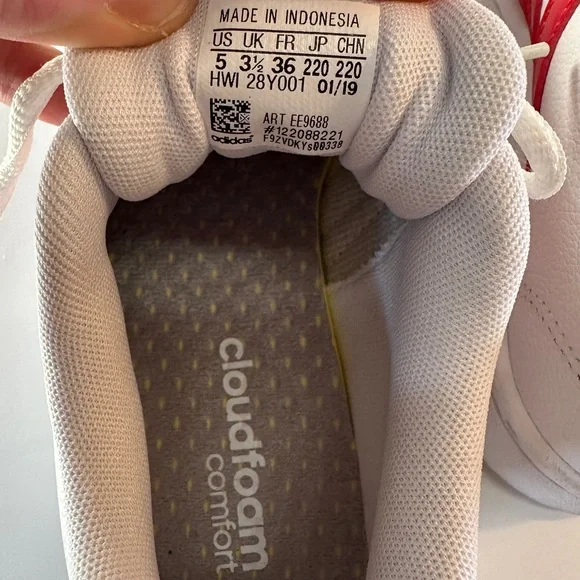 MADE IN INDONESIA
US UK FR JP CHN
5 3½ 36 220 220
HWI 28Y001 01/19
ART EE9688
#122088221
adidas F9ZVDKYs00338
cloudfoam
comfort